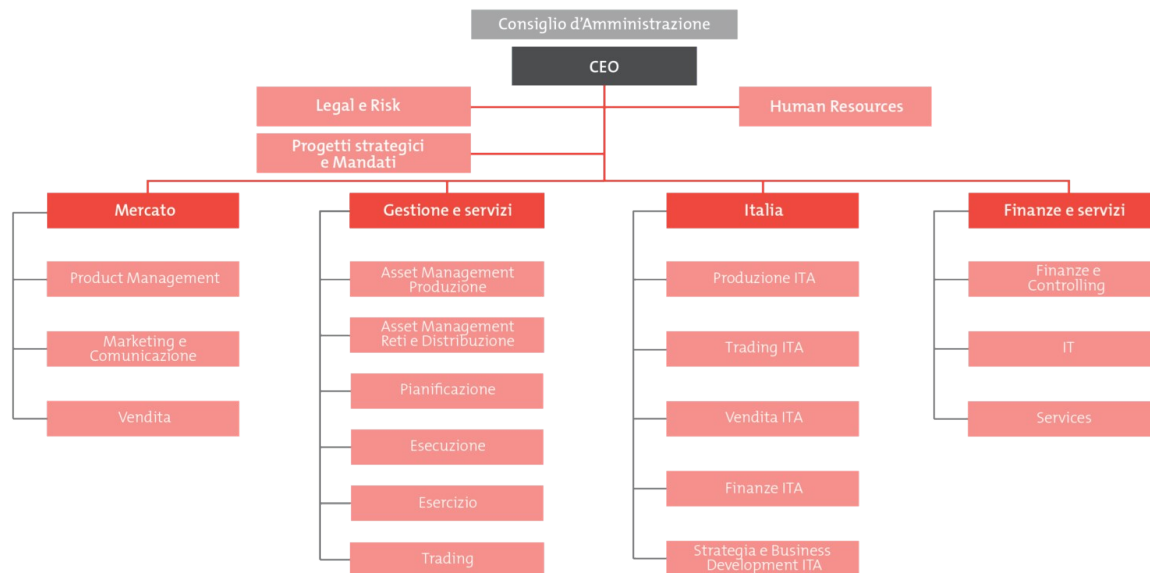 Consiglio d'Amministrazione
CEO
Legal e Risk
Human Resources
Progetti strategici
e Mandati
Mercato
Product Management
Marketing e
Comunicazione
Vendita
Gestione e servizi
Asset Management
Produzione
Asset Management
Reti e Distribuzione
Pianificazione
Esecuzione
Esercizio
Trading
Italia
Produzione ITA
Trading ITA
Vendita ITA
Finanze ITA
Strategia e Business
Development ITA
Finanze e servizi
Finanze e
Controlling
IT
Services